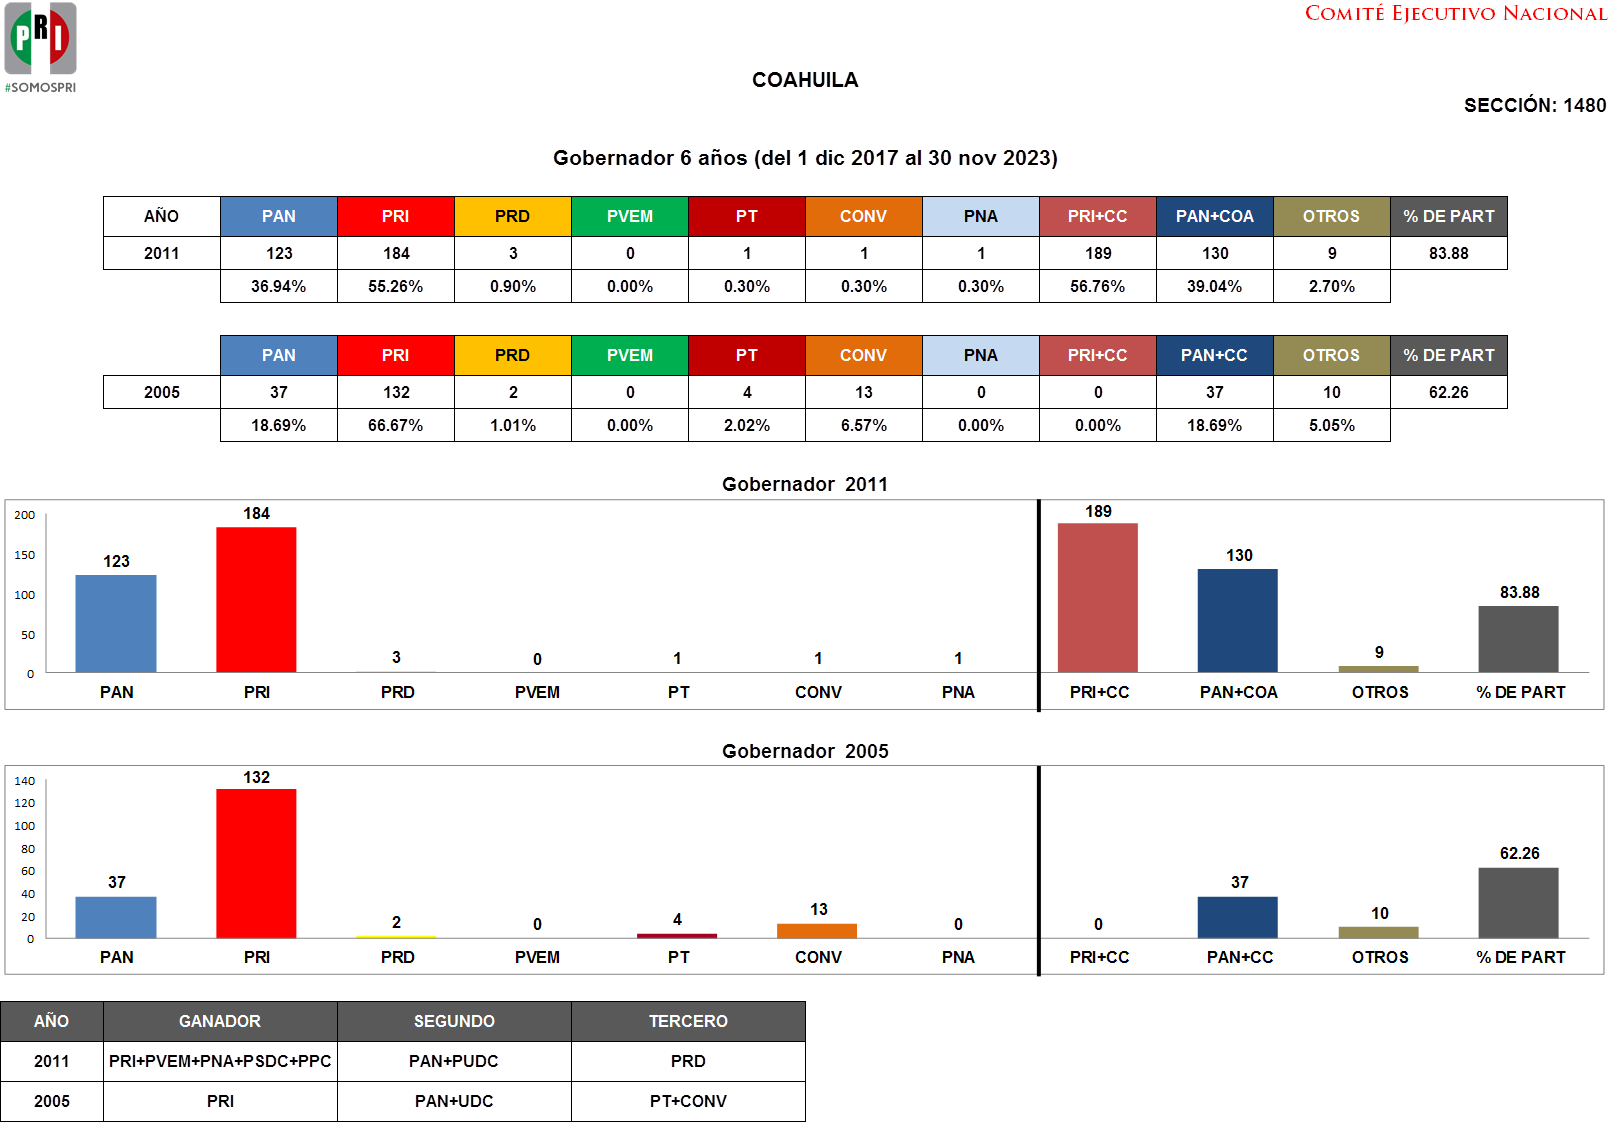 PRI
#SOMOSPRI
COMITÉ EJECUTIVO NACIONAL
COAHUILA
SECCIÓN: 1480
Gobernador 6 años (del 1 dic 2017 al 30 nov 2023)
AÑO PAN PRI PRD PVEM PT CONV PNA PRI+CC PAN+COA OTROS % DE PART
2011 123 184 3 0 1 1 1 189 130 9 83.88
36.94% 55.26% 0.90% 0.00% 0.30% 0.30% 0.30% 56.76% 39.04% 2.70%
PAN PRI PRD PVEM PT CONV PNA PRI+CC PAN+CC OTROS % DE PART
2005 37 132 2 0 4 13 0 0 37 10 62.26
18.69% 66.67% 1.01% 0.00% 2.02% 6.57% 0.00% 0.00% 18.69% 5.05%
Gobernador 2011
200
150
100
50
0
123 184 3 0 1 1 1 189 130 9 83.88
PAN PRI PRD PVEM PT CONV PNA PRI+CC PAN+COA OTROS % DE PART
Gobernador 2005
140
120
100
80
60
40
20
0
37 132 2 0 4 13 0 0 37 10 62.26
PAN PRI PRD PVEM PT CONV PNA PRI+CC PAN+CC OTROS % DE PART
AÑO GANADOR SEGUNDO TERCERO
2011 PRI+PVEM+PNA+PSDC+PPC PAN+PUDC PRD
2005 PRI PAN+UDC PT+CONV